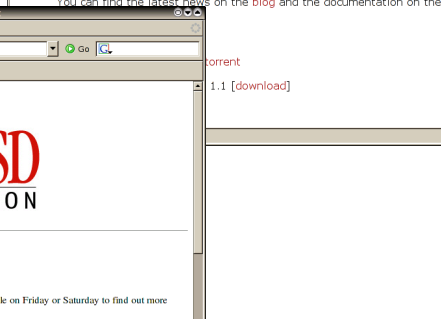 You can find the latest news on the blog and the documentation on the
Go
G
torrent
1.1 [download]
SD
ON
le on Friday or Saturday to find out more